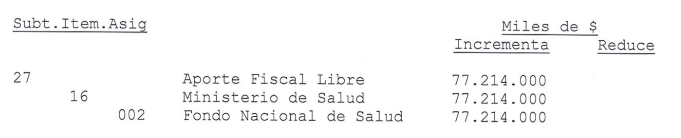 Subt.Item.Asig Miles de $
Incrementa Reduce
27 Aporte Fiscal Libre 77.214.000
16 Ministerio de Salud 77.214.000
002 Fondo Nacional de Salud 77.214.000